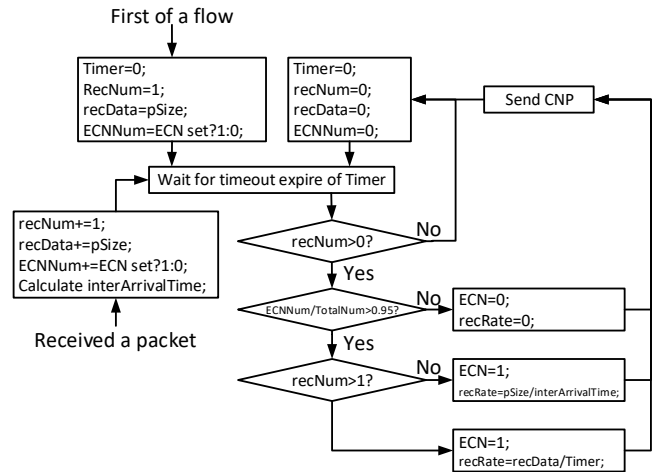 First of a flow
Timer=0;
RecNum=1;
recData=pSize;
ECNNum=ECN set?1:0;
Timer=0;
recNum=0;
recData=0;
ECNNum=0;
Send CNP
Wait for timeout expire of Timer
recNum+=1;
recData+=pSize;
ECNNum+=ECN set?1:0;
Calculate interArrivalTime;
Received a packet
recNum>0?
No
Yes
ECNNum/TotalNum>0.95?
No
ECN=0;
recRate=0;
Yes
recNum>1?
No
ECN=1;
recRate=pSize/interArrivalTime;
ECN=1;
recRate=recData/Timer;